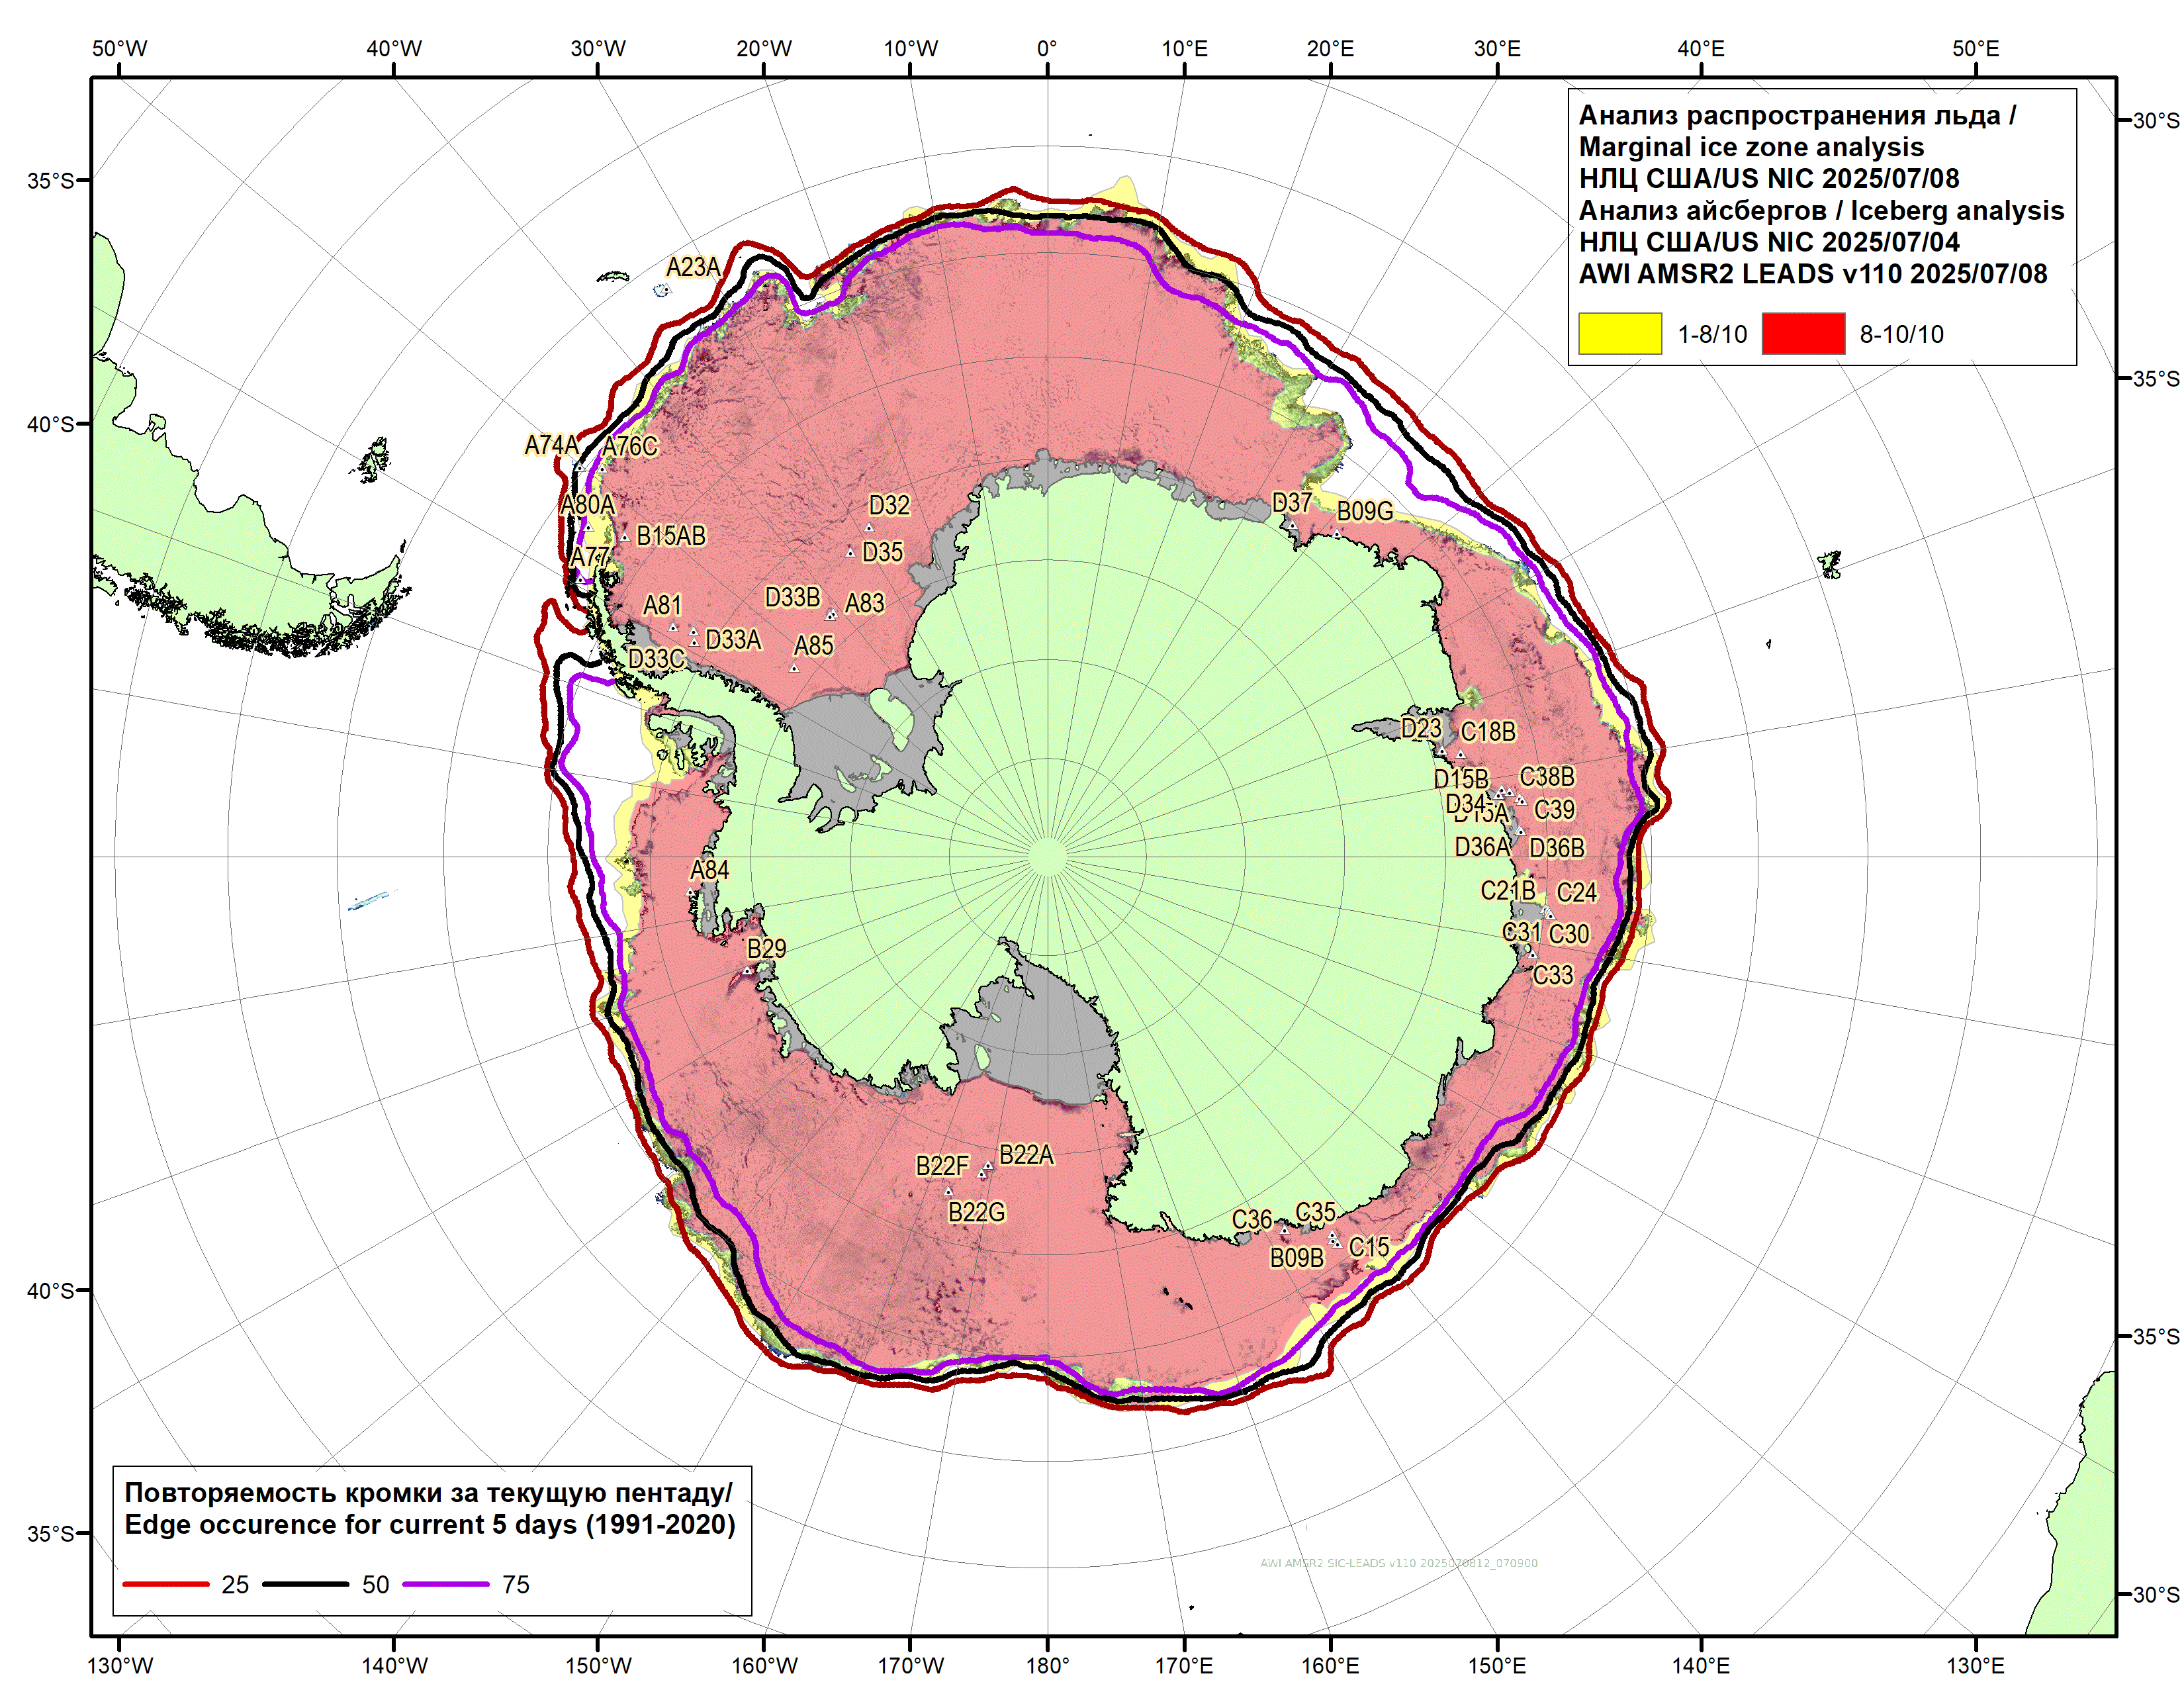 50°W 40°W 30°W 20°W 10°W 0° 10°E 20°E 30°E 40°E 50°E
Анализ распространения льда /
Marginal ice zone analysis
НЛЦ США/US NIC 2025/07/08
Анализ айсбергов / Iceberg analysis
НЛЦ США/US NIC 2025/07/04
AWI AMSR2 LEADS v110 2025/07/08
1-8/10 8-10/10
30°S
35°S
35°S
40°S
A23A
A74A A76C
A80A
B15AB
A77
D32
D35
D37 B09G
D33B A83
A81
D33A
A85
D33C
D23 C18B
D15B C38B
D34
D15A
C39
D36A D36B
A84
C21B C24
C31 C30
C33
B29
B22F B22A
B22G
C36 C35
B09B C15
40°S
35°S
35°S
30°S
Повторяемость кромки за текущую пентаду/
Edge occurence for current 5 days (1991-2020)
25 50 75
AWI AMSR2 SIC-LEADS v110 2025070812_070900
130°W 140°W 150°W 160°W 170°W 180° 170°E 160°E 150°E 140°E 130°E